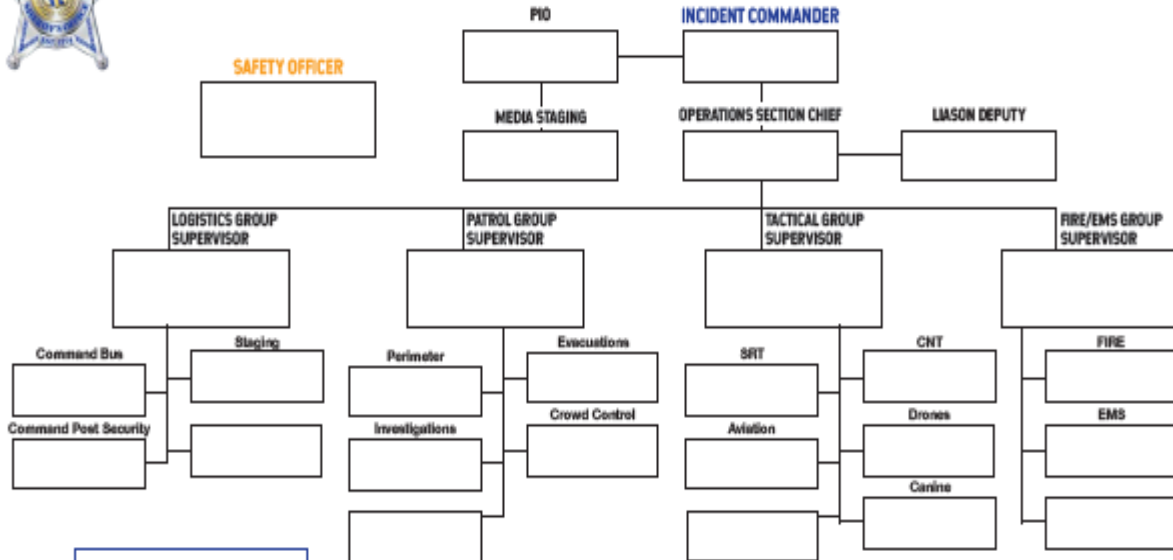 PIO
INCIDENT COMMANDER
SAFETY OFFICER
MEDIA STAGING
OPERATIONS SECTION CHIEF
LIASON DEPUTY
LOGISTICS GROUP
SUPERVISOR
PATROL GROUP
SUPERVISOR
TACTICAL GROUP
SUPERVISOR
FIRE/EMS GROUP
SUPERVISOR
Command Bus
Staging
Perimeter
Evacuations
SRT
CNT
FIRE
Command Post Security
Investigations
Crowd Control
Aviation
Drones
EMS
Canine